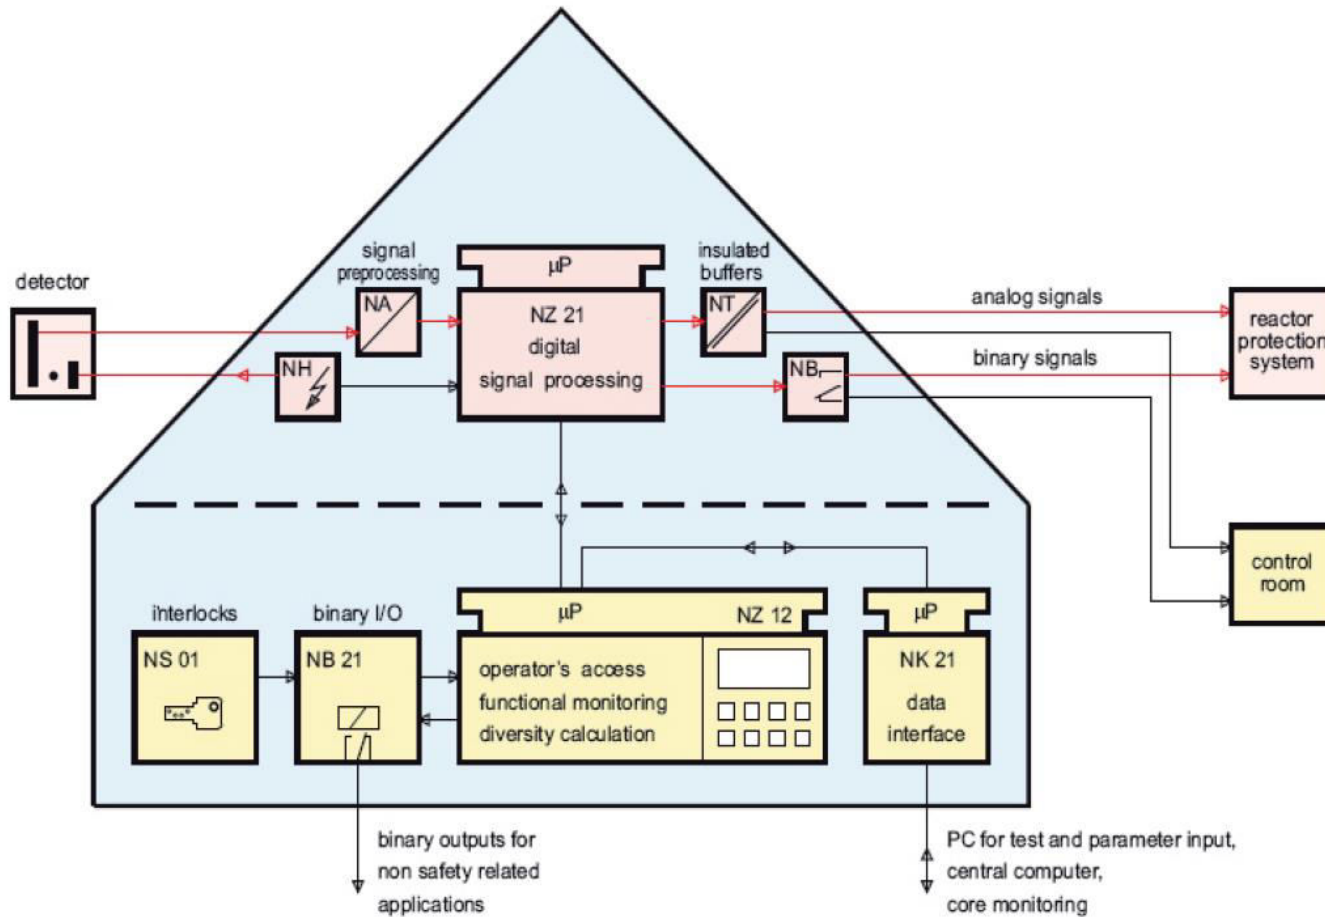 detector
signal
preprocessing
NA
NH
µP
NZ 21
digital
signal processing
insulated
buffers
NT
NB
analog signals
binary signals
reactor
protection
system
control
room
interlocks
NS 01
binary I/O
NB 21
µP
NZ 12
operator's access
functional monitoring
diversity calculation
µP
NK 21
data
interface
binary outputs for
non safety related
applications
PC for test and parameter input,
central computer,
core monitoring